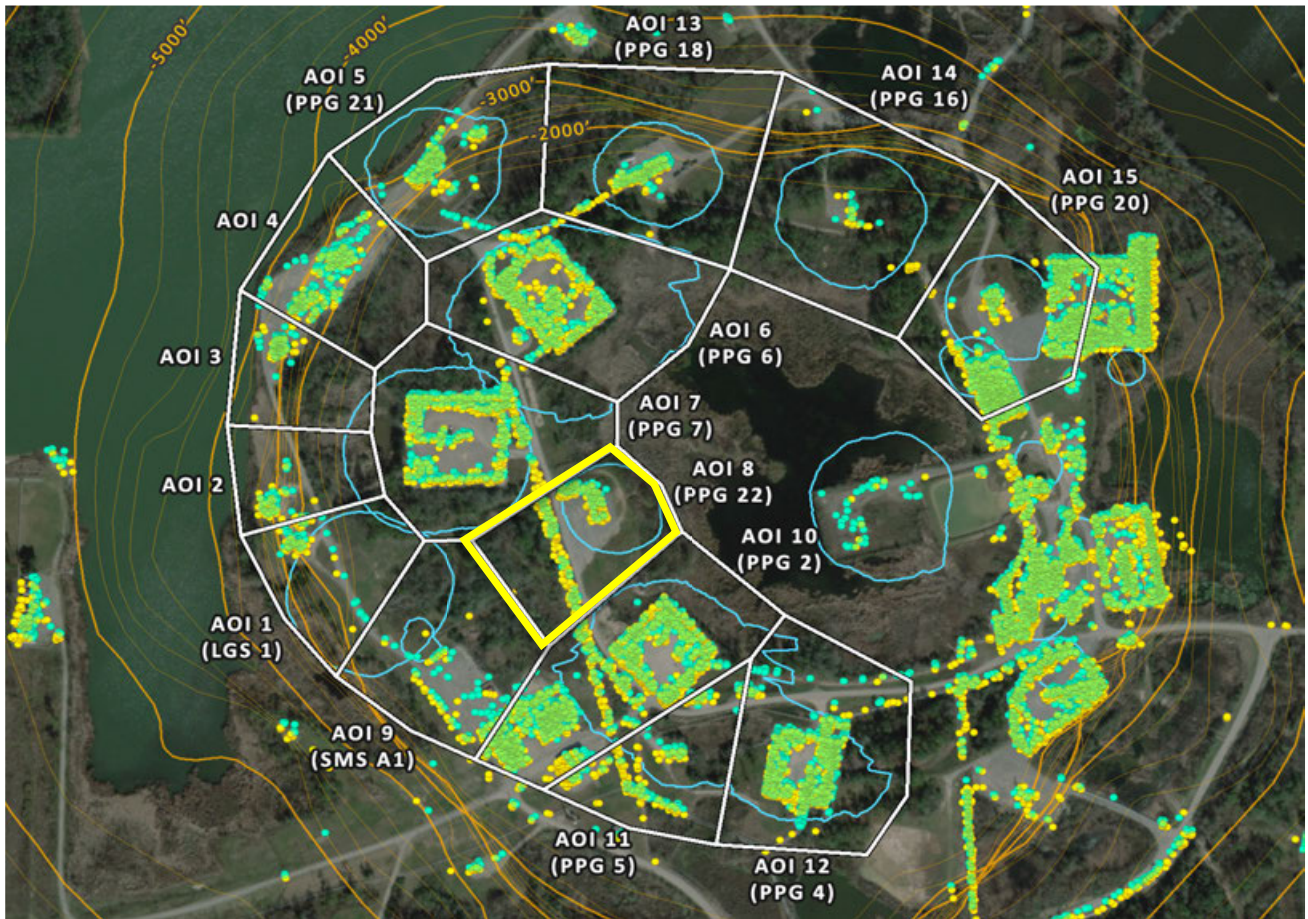 AOI 13
(PPG 18)
-5000'
-4000'
AOI 5
(PPG 21)
AOI 14
(PPG 16)
-3000'
-2000'
AOI 15
(PPG 20)
AOI 4
AOI 3
AOI 6
(PPG 6)
AOI 7
(PPG 7)
AOI 8
(PPG 22)
AOI 2
AOI 10
(PPG 2)
AOI 1
(LGS 1)
AOI 9
(SMS A1)
AOI 11
(PPG 5)
AOI 12
(PPG 4)